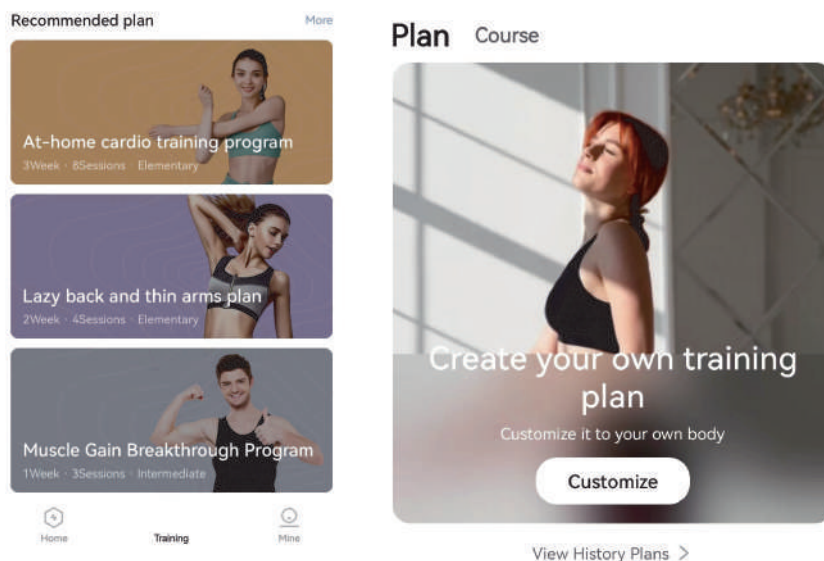 Recommended plan
More
At-home cardio training program
3Week · 8Sessions · Elementary
Lazy back and thin arms plan
2Week · 4Sessions · Elementary
Muscle Gain Breakthrough Program
1Week · 3Sessions · Intermediate
Home
Training
Mine
Plan
Course
Create your own training
plan
Customize it to your own body
Customize
View History Plans >